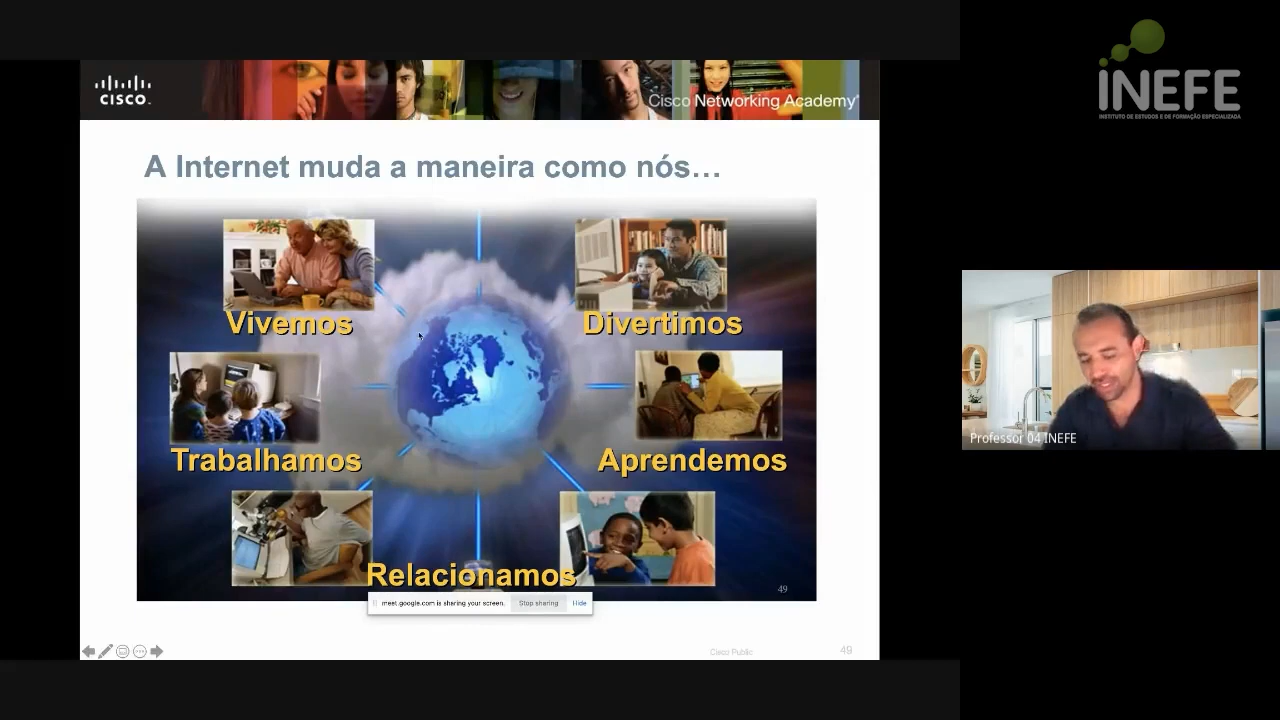 CISCO
Cisco Networking Academy®
A Internet muda a maneira como nós…
Vivemos
Divertimos
Trabalhamos
Aprendemos
Relacionamos
49
meet.google.com is sharing your screen.
Stop sharing
Hide
Cisco Public
49
INEFE
INSTITUTO DE ESTUDOS E DE FORMAÇÃO ESPECIALIZADA
Professor 04 INEFE